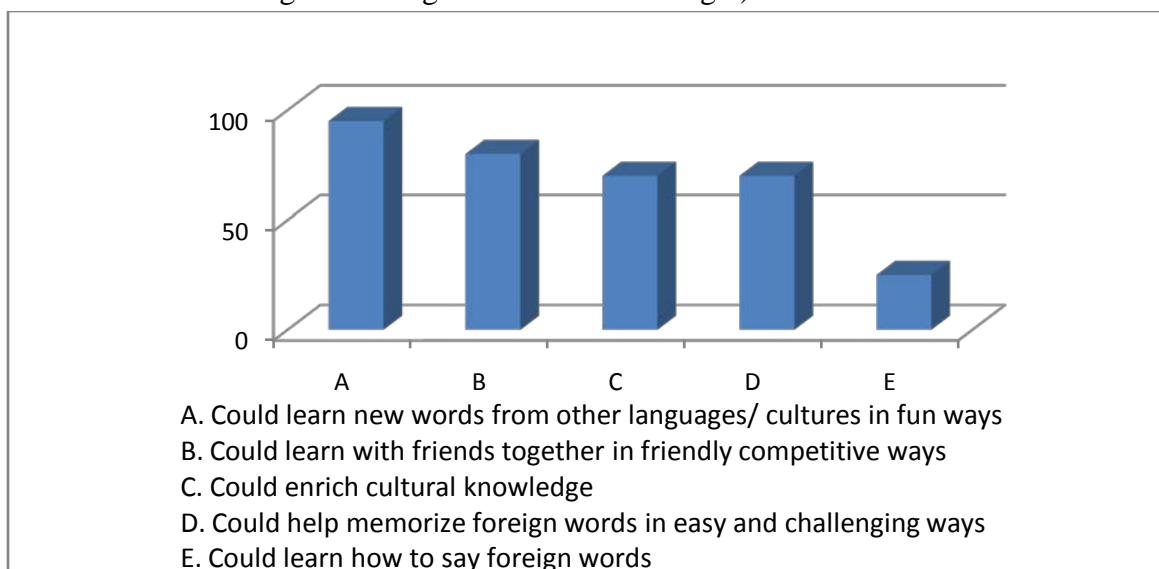 100
50
0
A B C D E
A. Could learn new words from other languages/ cultures in fun ways
B. Could learn with friends together in friendly competitive ways
C. Could enrich cultural knowledge
D. Could help memorize foreign words in easy and challenging ways
E. Could learn how to say foreign words